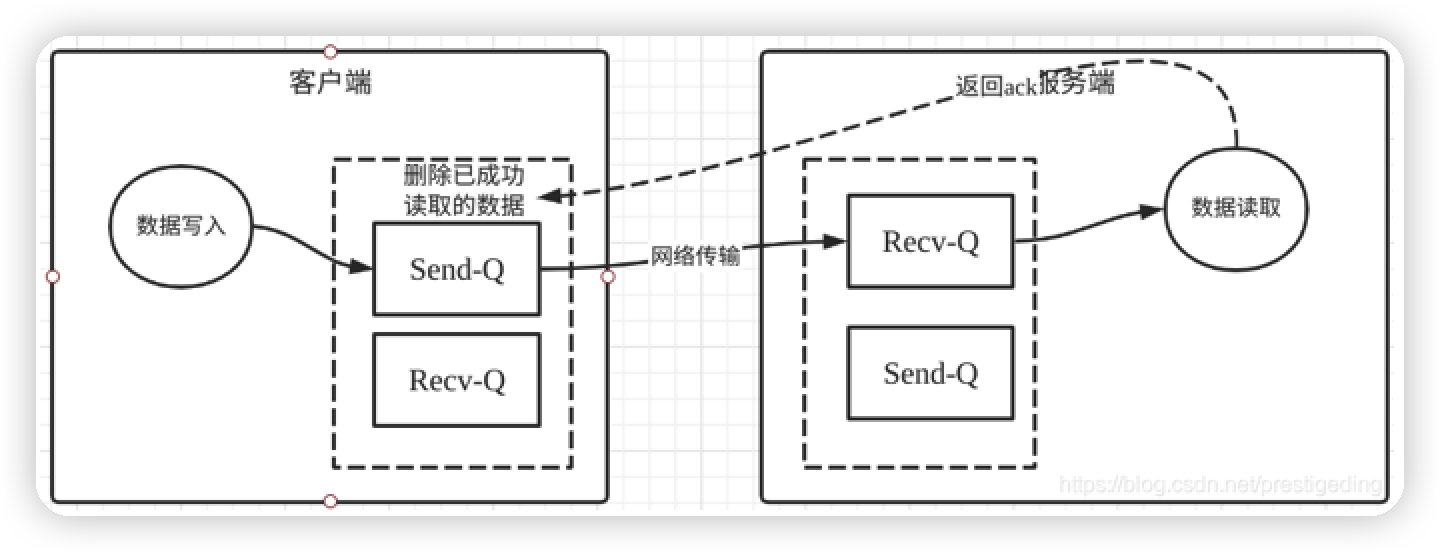 客户端
返回ack
服务端
删除已成功
读取的数据
数据写入
Send-Q
Recv-Q
网络传输
Recv-Q
Send-Q
数据读取
https://blog.csdn.net/prestigeding